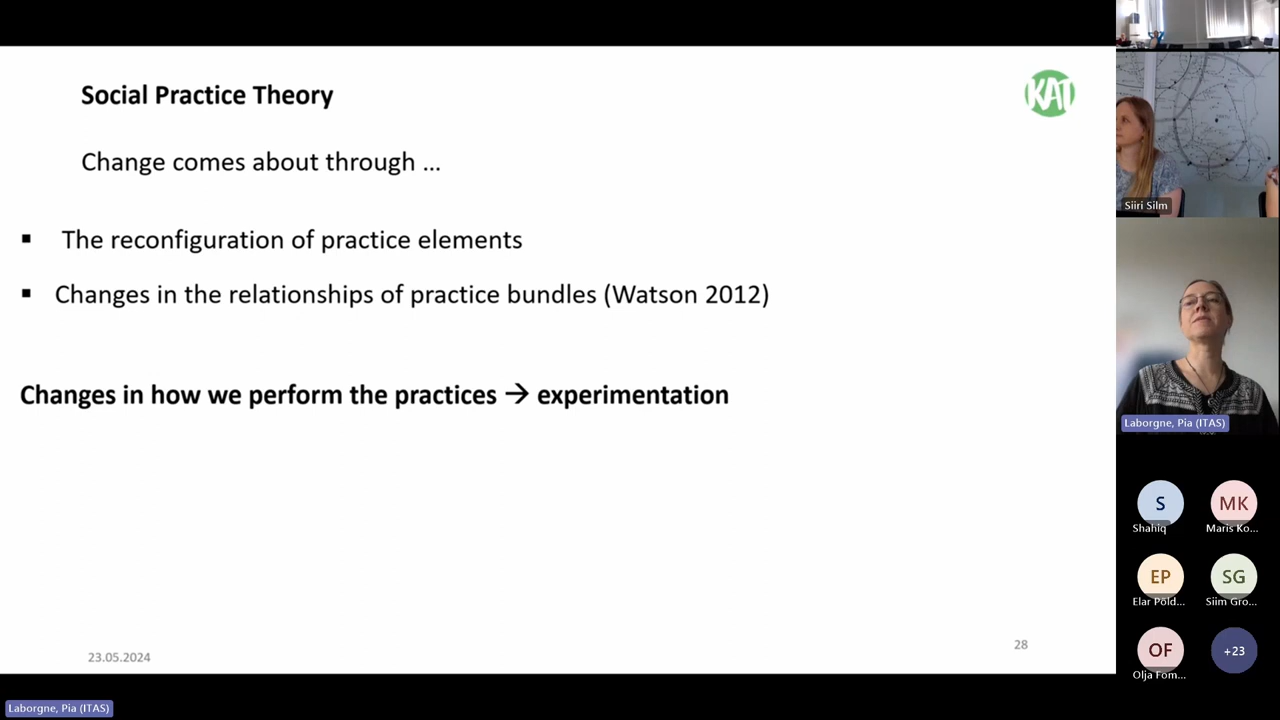 Social Practice Theory
KAT
Change comes about through ...
▪ The reconfiguration of practice elements
▪ Changes in the relationships of practice bundles (Watson 2012)
Changes in how we perform the practices → experimentation
23.05.2024
28
Laborgne, Pia (ITAS)
Siiri Silm
Laborgne, Pia (ITAS)
S
MK
Shahiq
Maris Ko...
EP
SG
Elar Põld...
Siim Gro...
OF
+23
Olja Fom...